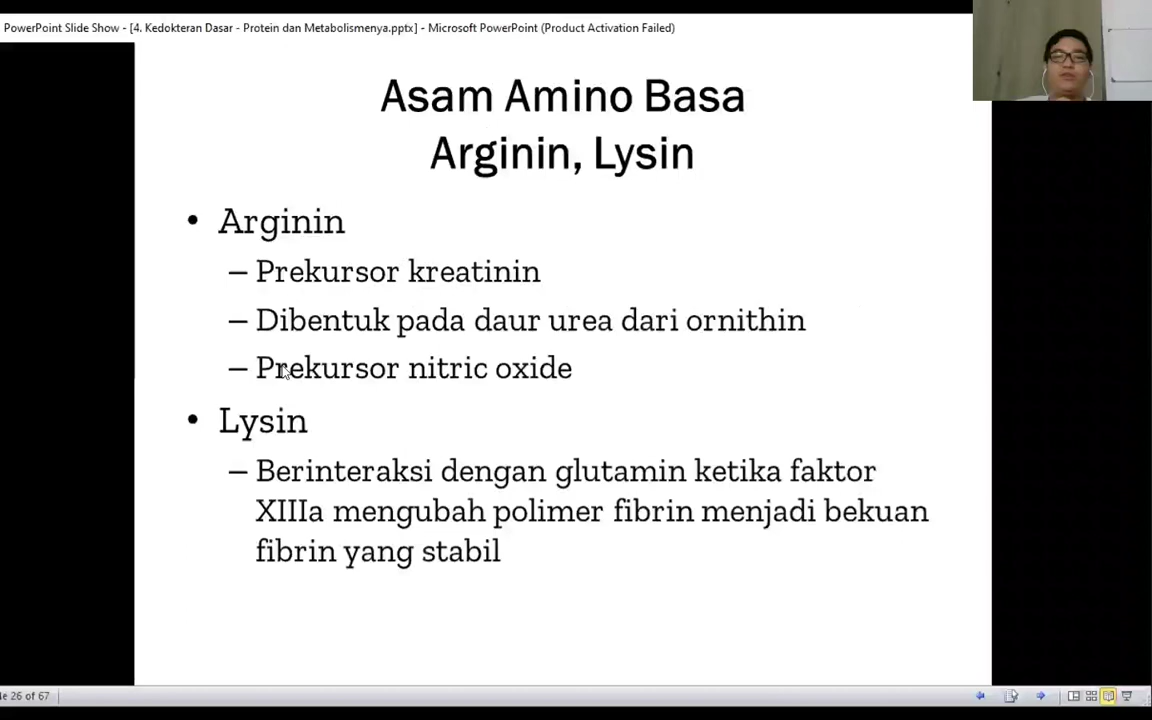 PowerPoint Slide Show - [4. Kedokteran Dasar - Protein dan Metabolismenya.pptx] - Microsoft PowerPoint (Product Activation Failed)
Asam Amino Basa
Arginin, Lysin
• Arginin
– Prekursor kreatinin
– Dibentuk pada daur urea dari ornithin
– Prekursor nitric oxide
• Lysin
– Berinteraksi dengan glutamin ketika faktor
XIIIa mengubah polimer fibrin menjadi bekuan
fibrin yang stabil
le 26 of 67